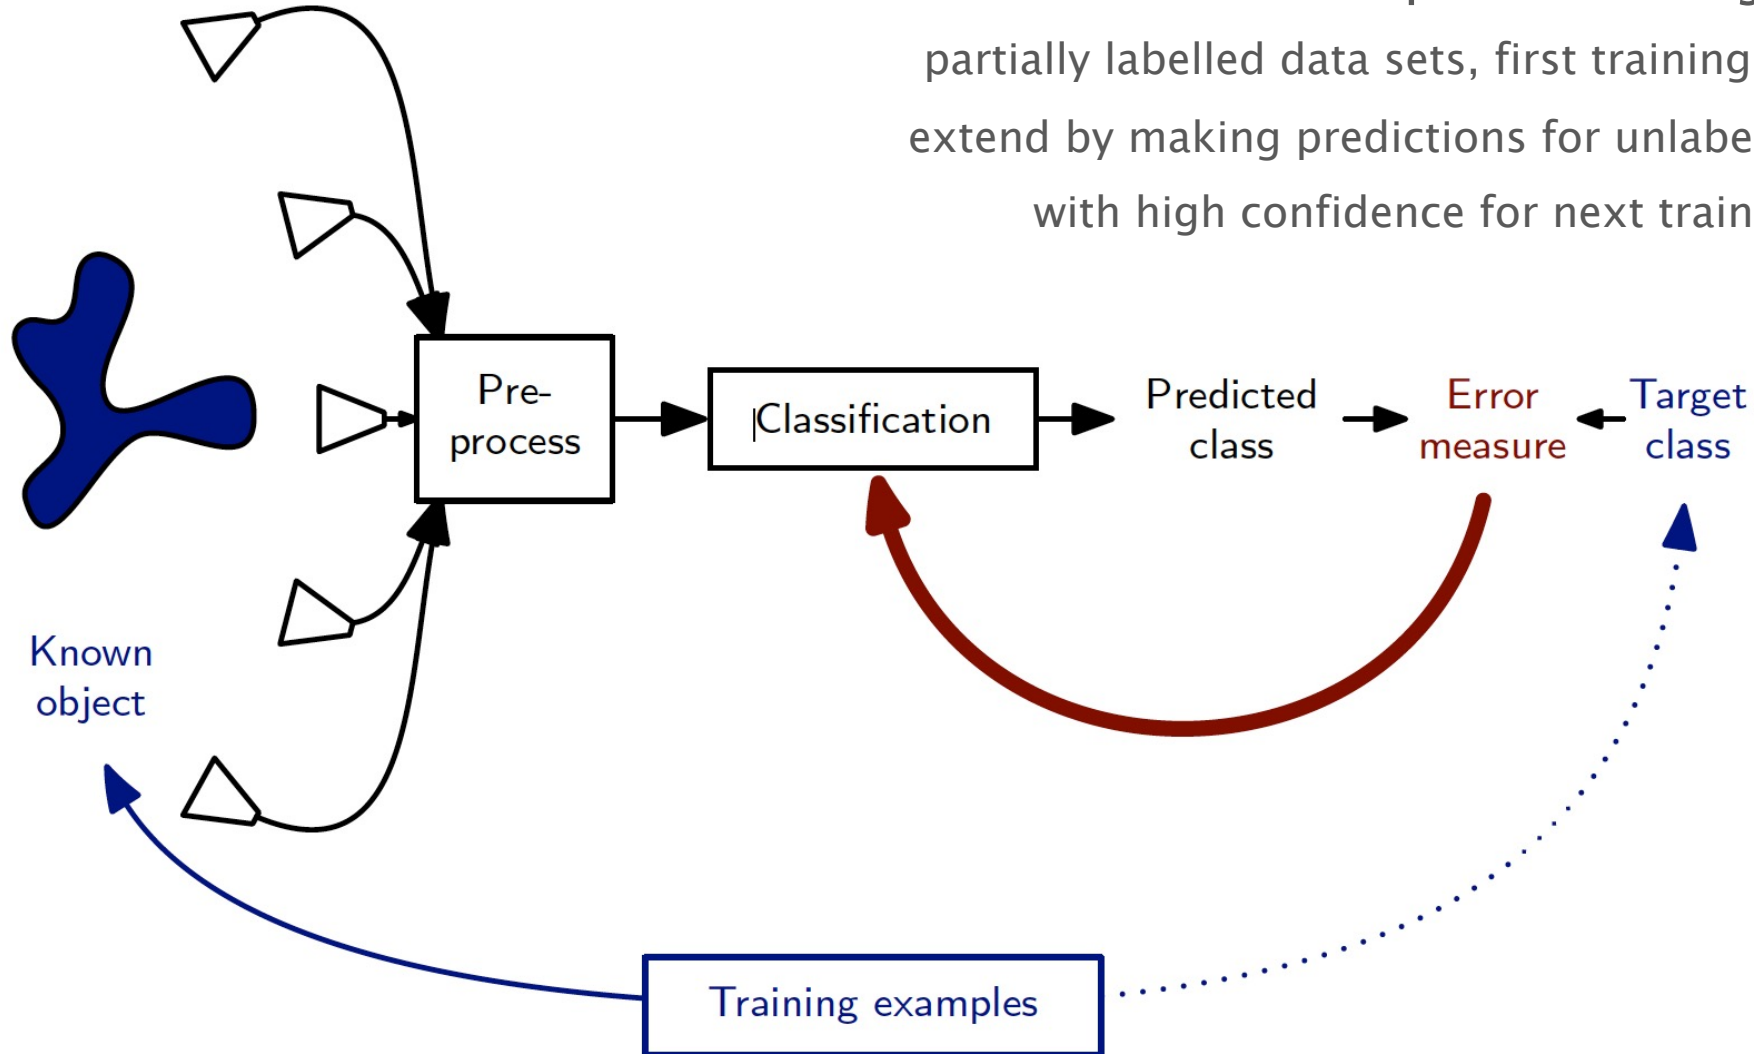 partially labelled data sets, first training
extend by making predictions for unlabe
with high confidence for next train
Pre-
process
Classification
Predicted
class
Error
measure
Target
class
Known
object
Training examples